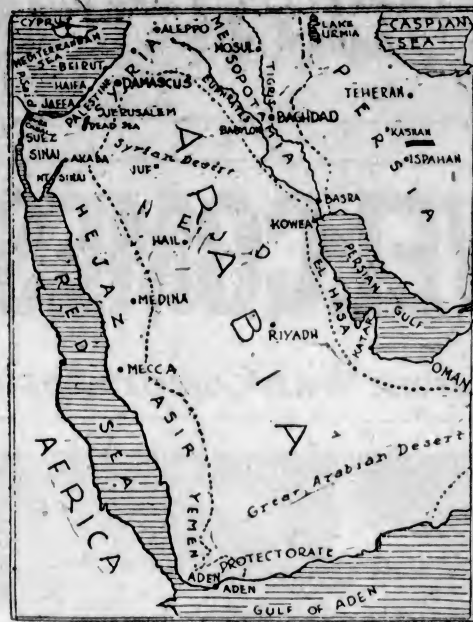 CYPRU
MEDITERRANEAN
SEA
ALEPPO
MESOPOTAMIA
MOSUL
TIGRIS
LAKE
URMIA
CASPIAN
SEA
SYRIA
BEIRUT
DAMASCUS
EUPHRATES
PERSIA
TEHERAN
HAIFA
JAFFA
PALESTINE
JERUSALEM
DEAD SEA
BABYLON
BAGHDAD
KASHAN
ISPAHAN
SUEZ
SINAI
AKABA
MT. SINAI
Syrian Desert
JUF
NEJD
BASRA
KOWEA
PERSIAN
GULF
HEJAZ
HAIL
ARABIA
EL HASA
KATAR
MEDINA
RIYADH
OMAN
RED SEA
MECCA
ASIR
Great Arabian Desert
AFRICA
YEMEN
PROTECTORATE
ADEN
ADEN
GULF OF ADEN